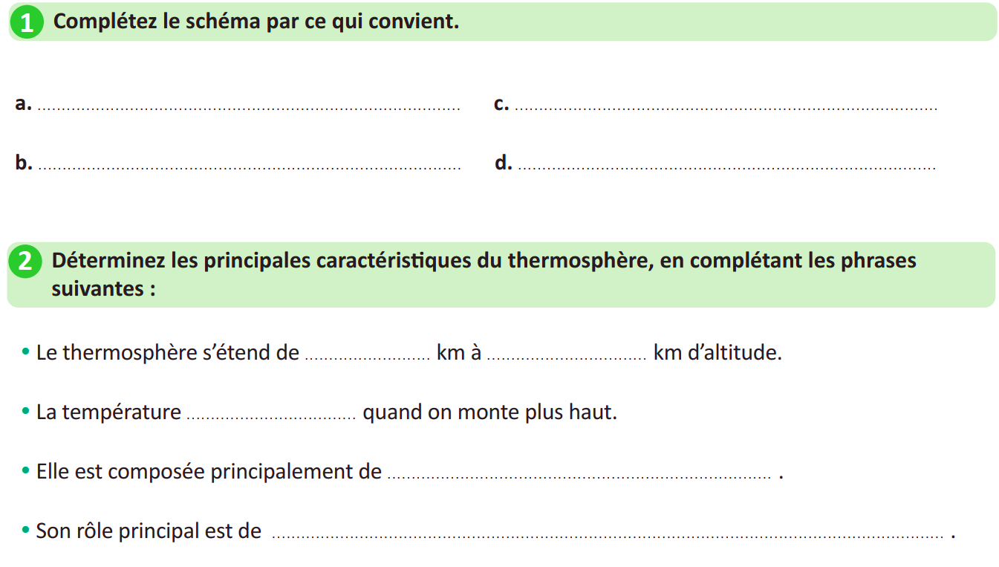 1 Complétez le schéma par ce qui convient.
a. ........................................................................................ c. ........................................................................................
b. ........................................................................................ d. ........................................................................................
2 Déterminez les principales caractéristiques du thermosphère, en complétant les phrases
suivantes :
• Le thermosphère s’étend de .......................... km à ................................. km d’altitude.
• La température ................................... quand on monte plus haut.
• Elle est composée principalement de ................................................................................ .
• Son rôle principal est de ............................................................................................................................................ .